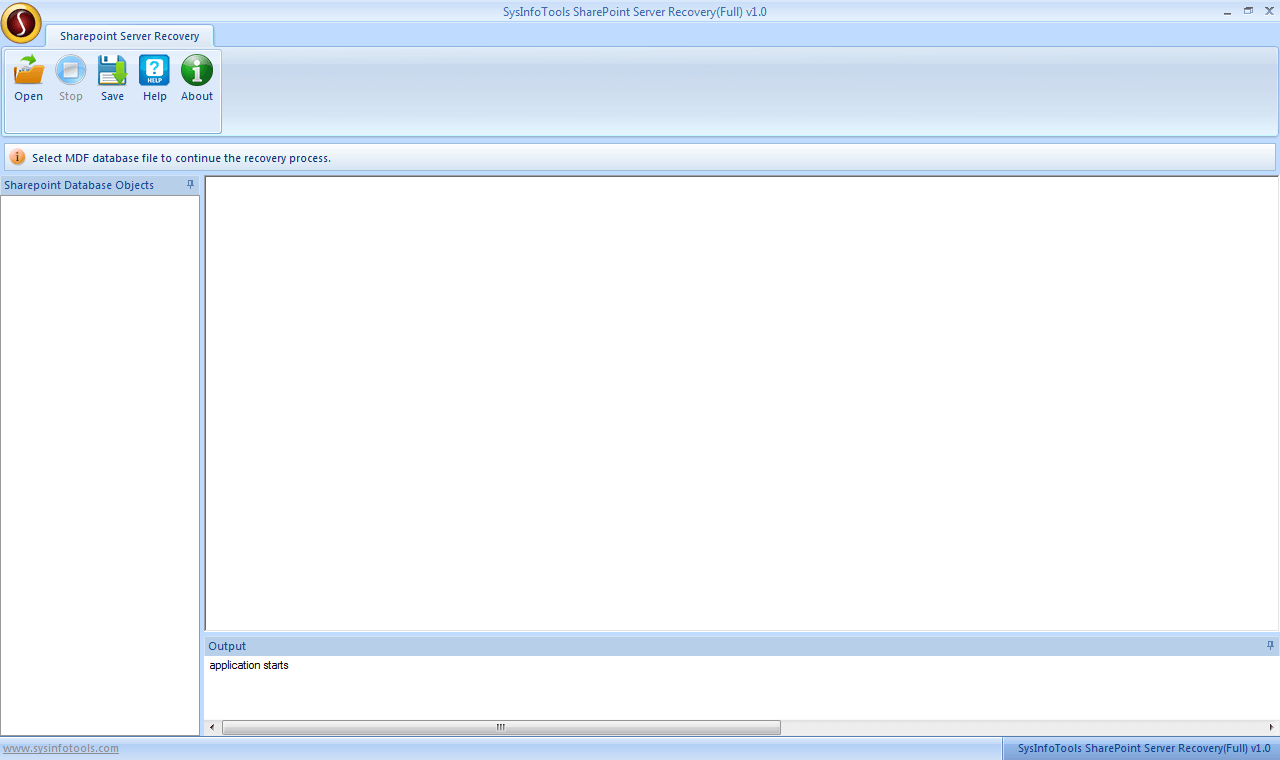 SysInfoTools SharePoint Server Recovery(Full) v1.0
Sharepoint Server Recovery
Open Stop Save Help About
HELP
Select MDF database file to continue the recovery process.
Sharepoint Database Objects
Output
application starts
www.sysinfotools.com
SysInfoTools SharePoint Server Recovery(Full) v1.0